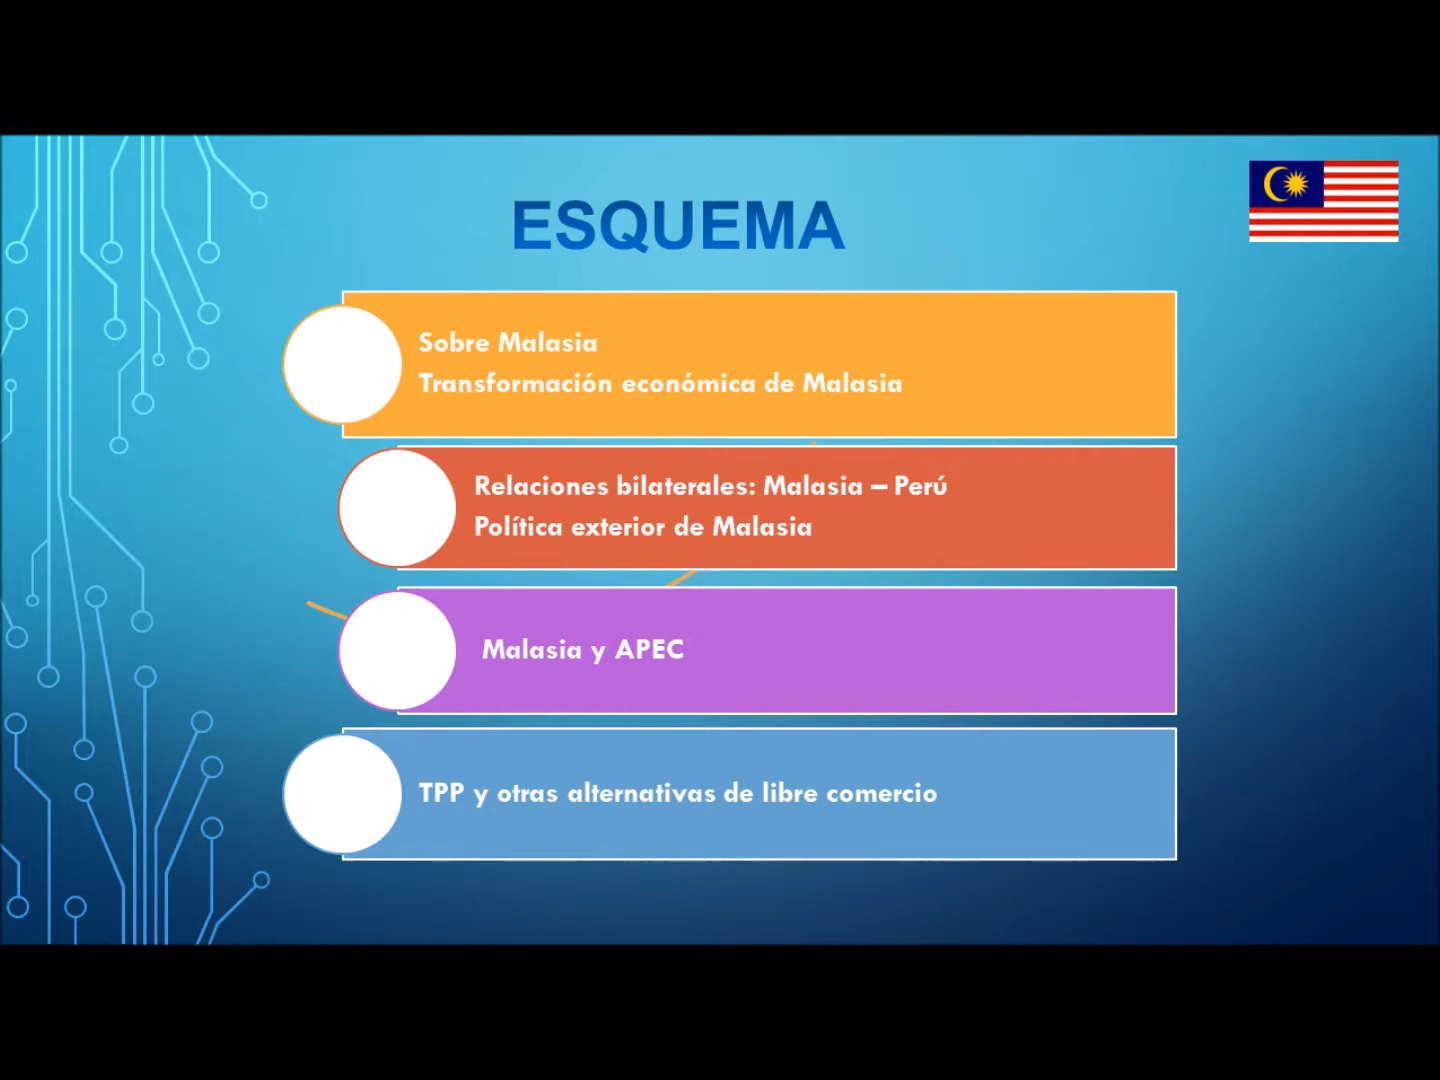 ESQUEMA
Sobre Malasia
Transformación económica de Malasia
Relaciones bilaterales: Malasia – Perú
Política exterior de Malasia
Malasia y APEC
TPP y otras alternativas de libre comercio